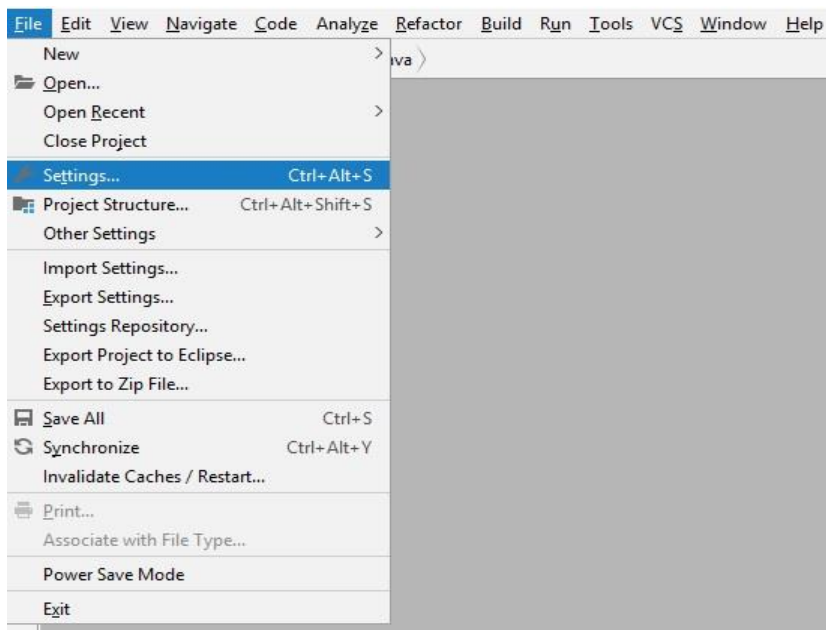 File Edit View Navigate Code Analyze Refactor Build Run Tools VCS Window Help
New >
ava 〉
Open...
Open Recent >
Close Project
Settings... Ctrl+Alt+S
Project Structure... Ctrl+Alt+Shift+S
Other Settings >
Import Settings...
Export Settings...
Settings Repository...
Export Project to Eclipse...
Export to Zip File...
Save All Ctrl+S
Synchronize Ctrl+Alt+Y
Invalidate Caches / Restart...
Print...
Associate with File Type...
Power Save Mode
Exit